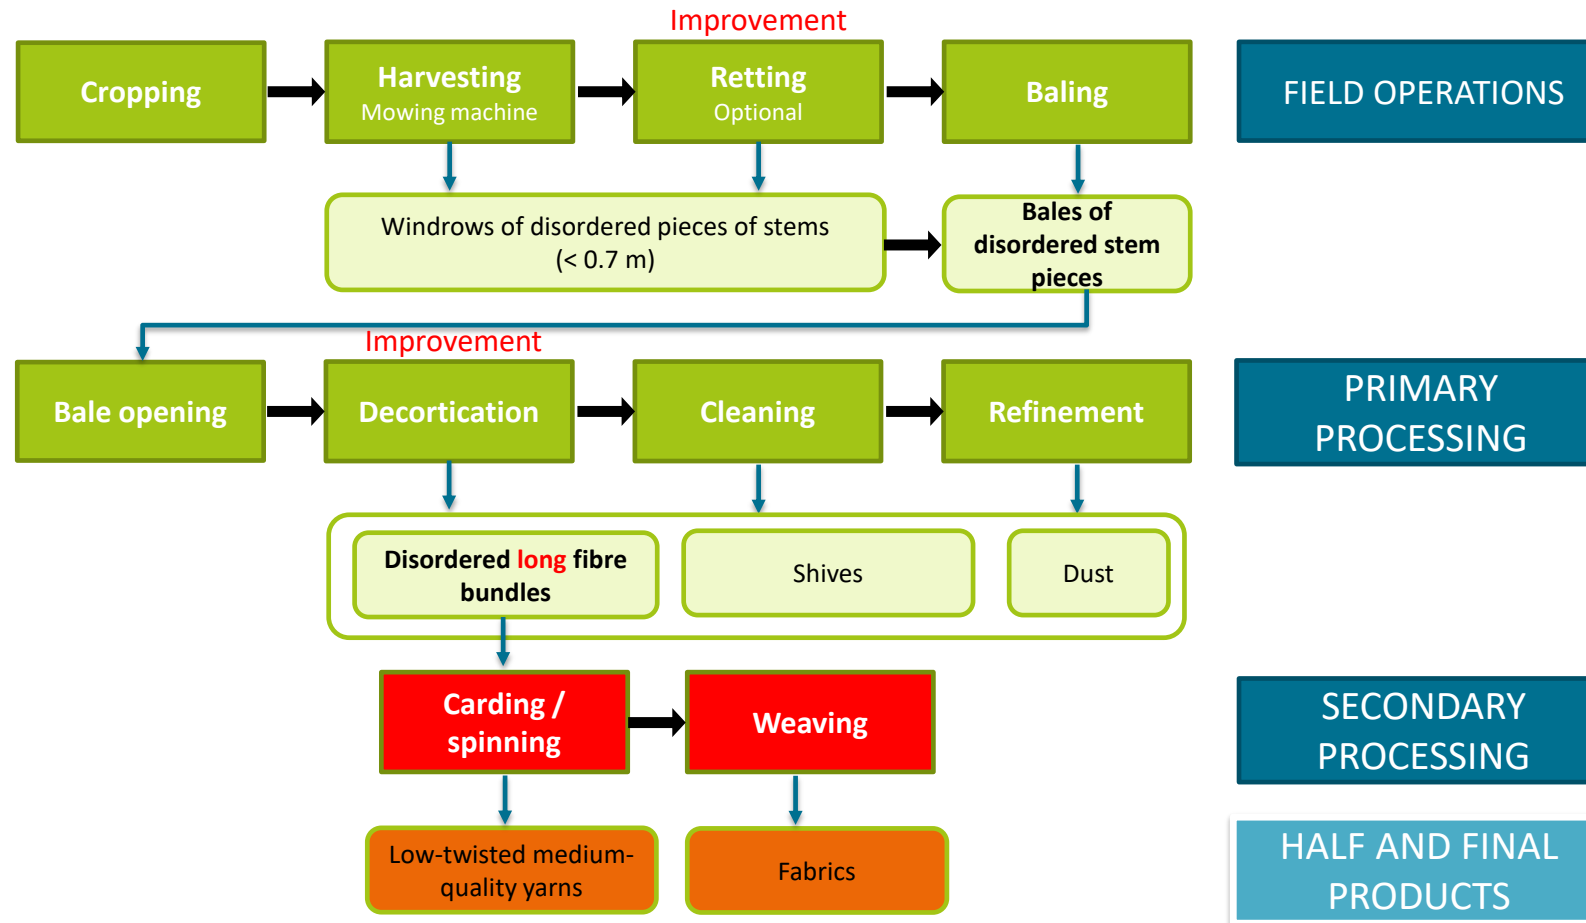 Improvement
Cropping
Harvesting
Mowing machine
Retting
Optional
Baling
FIELD OPERATIONS
Windrows of disordered pieces of stems
(< 0.7 m)
Bales of
disordered stem
pieces
Improvement
Bale opening
Decortication
Cleaning
Refinement
PRIMARY
PROCESSING
Disordered long fibre
bundles
Shives
Dust
Carding /
spinning
Weaving
SECONDARY
PROCESSING
Low-twisted medium-
quality yarns
Fabrics
HALF AND FINAL
PRODUCTS